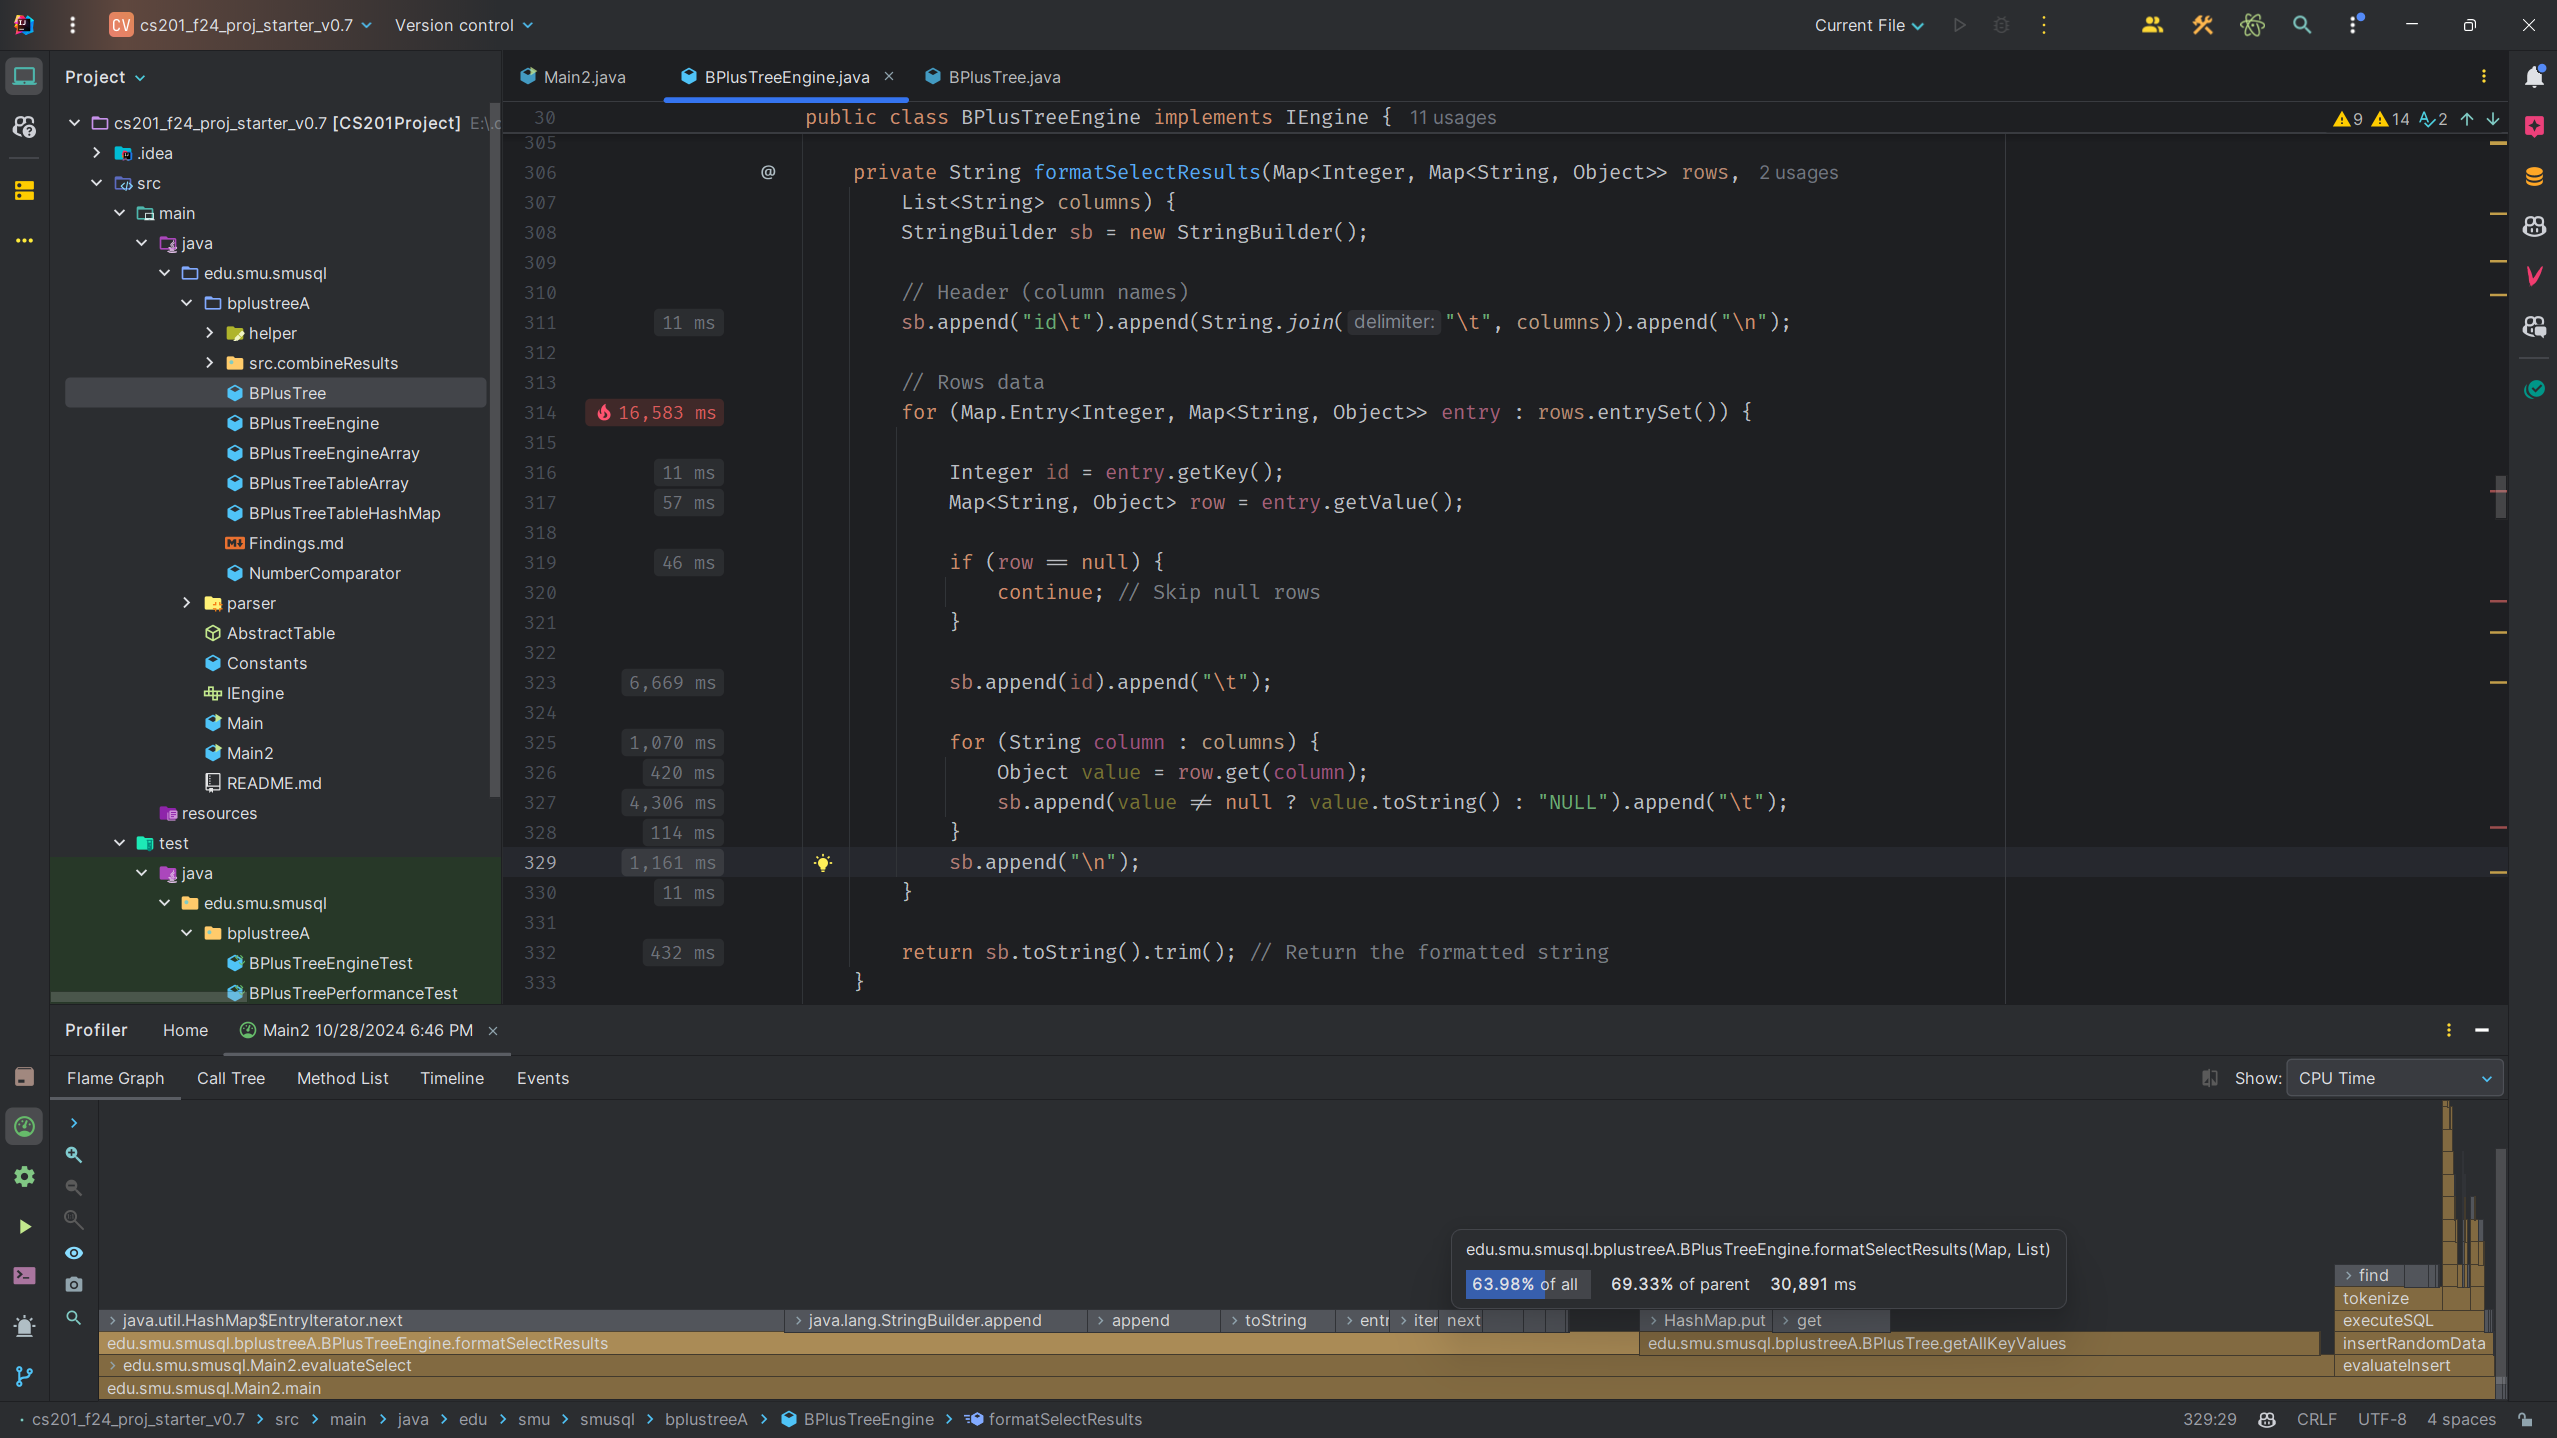 CV cs201_f24_proj_starter_v0.7 Version control Current File
Project
cs201_f24_proj_starter_v0.7 [CS201Project] E:\.c
.idea
src
main
java
edu.smu.smusql
bplustreeA
helper
src.combineResults
BPlusTree
BPlusTreeEngine
BPlusTreeEngineArray
BPlusTreeTableArray
BPlusTreeTableHashMap
Findings.md
NumberComparator
parser
AbstractTable
Constants
IEngine
Main
Main2
README.md
resources
test
java
edu.smu.smusql
bplustreeA
BPlusTreeEngineTest
BPlusTreePerformanceTest
Main2.java BPlusTreeEngine.java BPlusTree.java
30 public class BPlusTreeEngine implements IEngine { 11 usages 9 14 2
305
306 @ private String formatSelectResults(Map<Integer, Map<String, Object>> rows, 2 usages
307 List<String> columns) {
308 StringBuilder sb = new StringBuilder();
309
310 // Header (column names)
311 11 ms sb.append("id\t").append(String.join( delimiter: "\t", columns)).append("\n");
312
313 // Rows data
314 16,583 ms for (Map.Entry<Integer, Map<String, Object>> entry : rows.entrySet()) {
315
316 11 ms Integer id = entry.getKey();
317 57 ms Map<String, Object> row = entry.getValue();
318
319 46 ms if (row == null) {
320 continue; // Skip null rows
321 }
322
323 6,669 ms sb.append(id).append("\t");
324
325 1,070 ms for (String column : columns) {
326 420 ms Object value = row.get(column);
327 4,306 ms sb.append(value != null ? value.toString() : "NULL").append("\t");
328 114 ms }
329 1,161 ms sb.append("\n");
330 11 ms }
331
332 432 ms return sb.toString().trim(); // Return the formatted string
333 }
Profiler Home Main2 10/28/2024 6:46 PM
Flame Graph Call Tree Method List Timeline Events Show: CPU Time
edu.smu.smusql.bplustreeA.BPlusTreeEngine.formatSelectResults(Map, List)
63.98% of all 69.33% of parent 30,891 ms
find
tokenize
java.util.HashMap$EntryIterator.next java.lang.StringBuilder.append append toString entr iter next HashMap.put get executeSQL
edu.smu.smusql.bplustreeA.BPlusTreeEngine.formatSelectResults edu.smu.smusql.bplustreeA.BPlusTree.getAllKeyValues insertRandomData
edu.smu.smusql.Main2.evaluateSelect evaluateInsert
edu.smu.smusql.Main2.main
cs201_f24_proj_starter_v0.7 src main java edu smu smusql bplustreeA BPlusTreeEngine formatSelectResults 329:29 CRLF UTF-8 4 spaces